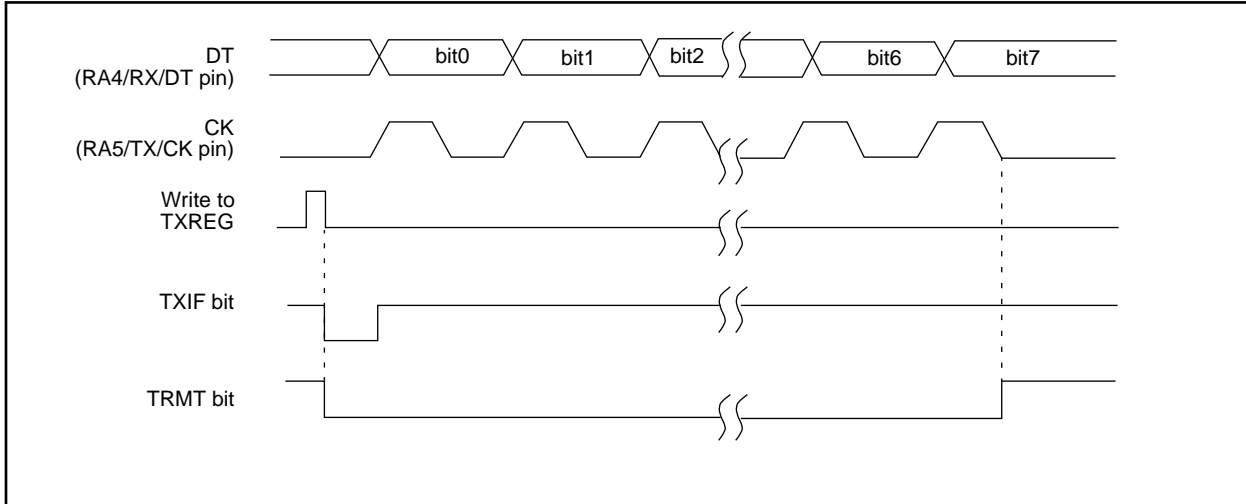 DT
(RA4/RX/DT pin)
bit0 bit1 bit2 bit6 bit7
CK
(RA5/TX/CK pin)
Write to
TXREG
TXIF bit
TRMT bit